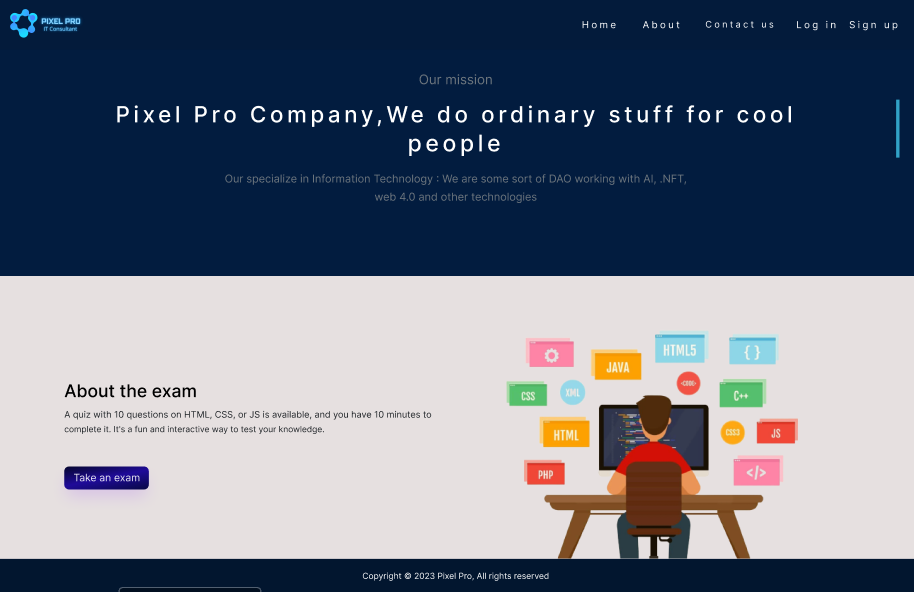 PIXEL PRO
IT Consultant
Home About Contact us Log in Sign up
Our mission
Pixel Pro Company,We do ordinary stuff for cool
people
Our specialize in Information Technology : We are some sort of DAO working with AI, .NFT,
web 4.0 and other technologies
About the exam
A quiz with 10 questions on HTML, CSS, or JS is available, and you have 10 minutes to
complete it. It's a fun and interactive way to test your knowledge.
Take an exam
HTML5
{ }
JAVA
<CODE>
CSS
XML
C++
HTML
CSS3
JS
PHP
</>
Copyright © 2023 Pixel Pro, All rights reserved